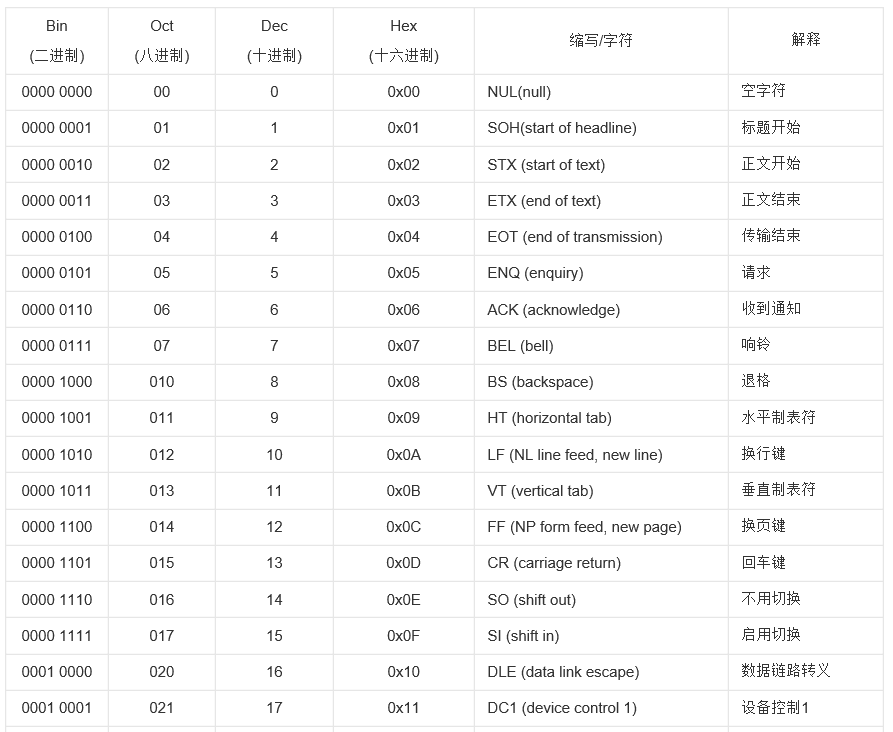 Bin Oct Dec Hex 缩写/字符 解释
(二进制) (八进制) (十进制) (十六进制)
0000 0000 00 0 0x00 NUL(null) 空字符
0000 0001 01 1 0x01 SOH(start of headline) 标题开始
0000 0010 02 2 0x02 STX (start of text) 正文开始
0000 0011 03 3 0x03 ETX (end of text) 正文结束
0000 0100 04 4 0x04 EOT (end of transmission) 传输结束
0000 0101 05 5 0x05 ENQ (enquiry) 请求
0000 0110 06 6 0x06 ACK (acknowledge) 收到通知
0000 0111 07 7 0x07 BEL (bell) 响铃
0000 1000 010 8 0x08 BS (backspace) 退格
0000 1001 011 9 0x09 HT (horizontal tab) 水平制表符
0000 1010 012 10 0x0A LF (NL line feed, new line) 换行键
0000 1011 013 11 0x0B VT (vertical tab) 垂直制表符
0000 1100 014 12 0x0C FF (NP form feed, new page) 换页键
0000 1101 015 13 0x0D CR (carriage return) 回车键
0000 1110 016 14 0x0E SO (shift out) 不用切换
0000 1111 017 15 0x0F SI (shift in) 启用切换
0001 0000 020 16 0x10 DLE (data link escape) 数据链路转义
0001 0001 021 17 0x11 DC1 (device control 1) 设备控制1